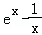 e^x - 1/x